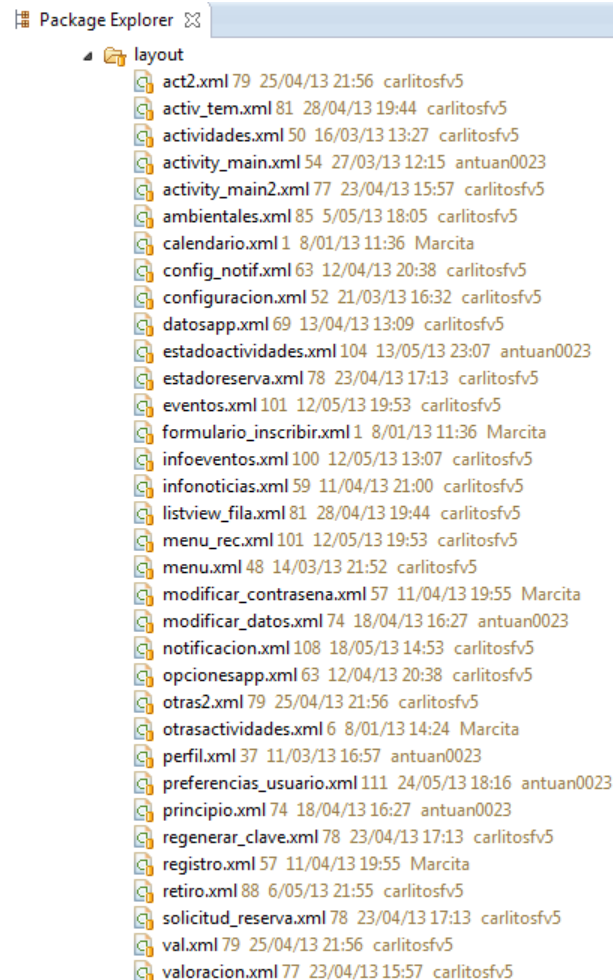 Package Explorer
layout
act2.xml 79 25/04/13 21:56 carlitosfv5
activ_tem.xml 81 28/04/13 19:44 carlitosfv5
actividades.xml 50 16/03/13 13:27 carlitosfv5
activity_main.xml 54 27/03/13 12:15 antuan0023
activity_main2.xml 77 23/04/13 15:57 carlitosfv5
ambientales.xml 85 5/05/13 18:05 carlitosfv5
calendario.xml 1 8/01/13 11:36 Marcita
config_notif.xml 63 12/04/13 20:38 carlitosfv5
configuracion.xml 52 21/03/13 16:32 carlitosfv5
datosapp.xml 69 13/04/13 13:09 carlitosfv5
estadoactividades.xml 104 13/05/13 23:07 antuan0023
estadoreserva.xml 78 23/04/13 17:13 carlitosfv5
eventos.xml 101 12/05/13 19:53 carlitosfv5
formulario_inscribir.xml 1 8/01/13 11:36 Marcita
infoeventos.xml 100 12/05/13 13:07 carlitosfv5
infonoticias.xml 59 11/04/13 21:00 carlitosfv5
listview_fila.xml 81 28/04/13 19:44 carlitosfv5
menu_rec.xml 101 12/05/13 19:53 carlitosfv5
menu.xml 48 14/03/13 21:52 carlitosfv5
modificar_contrasena.xml 57 11/04/13 19:55 Marcita
modificar_datos.xml 74 18/04/13 16:27 antuan0023
notificacion.xml 108 18/05/13 14:53 carlitosfv5
opcionesapp.xml 63 12/04/13 20:38 carlitosfv5
otras2.xml 79 25/04/13 21:56 carlitosfv5
otrasactividades.xml 6 8/01/13 14:24 Marcita
perfil.xml 37 11/03/13 16:57 antuan0023
preferencias_usuario.xml 111 24/05/13 18:16 antuan0023
principio.xml 74 18/04/13 16:27 antuan0023
regenerar_clave.xml 78 23/04/13 17:13 carlitosfv5
registro.xml 57 11/04/13 19:55 Marcita
retiro.xml 88 6/05/13 21:55 carlitosfv5
solicitud_reserva.xml 78 23/04/13 17:13 carlitosfv5
val.xml 79 25/04/13 21:56 carlitosfv5
valoracion.xml 77 23/04/13 15:57 carlitosfv5